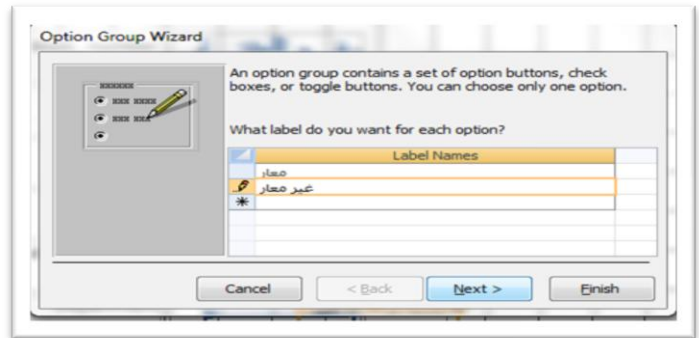 Option Group Wizard
An option group contains a set of option buttons, check
boxes, or toggle buttons. You can choose only one option.
What label do you want for each option?
Label Names
معار
غير معار
Cancel
< Back
Next >
Finish